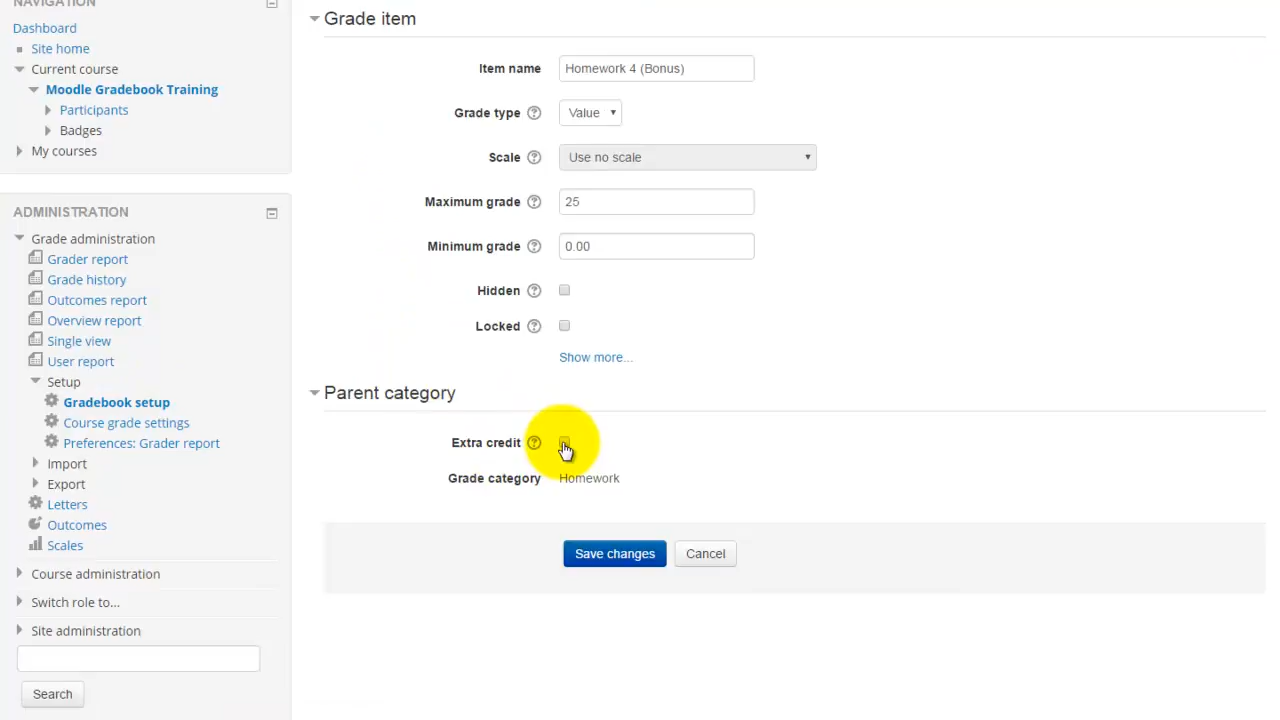 NAVIGATION
Dashboard
Site home
Current course
Moodle Gradebook Training
Participants
Badges
My courses
ADMINISTRATION
Grade administration
Grader report
Grade history
Outcomes report
Overview report
Single view
User report
Setup
Gradebook setup
Course grade settings
Preferences: Grader report
Import
Export
Letters
Outcomes
Scales
Course administration
Switch role to...
Site administration
Search
Grade item
Item name Homework 4 (Bonus)
Grade type Value
Scale Use no scale
Maximum grade 25
Minimum grade 0.00
Hidden
Locked
Show more...
Parent category
Extra credit
Grade category Homework
Save changes Cancel